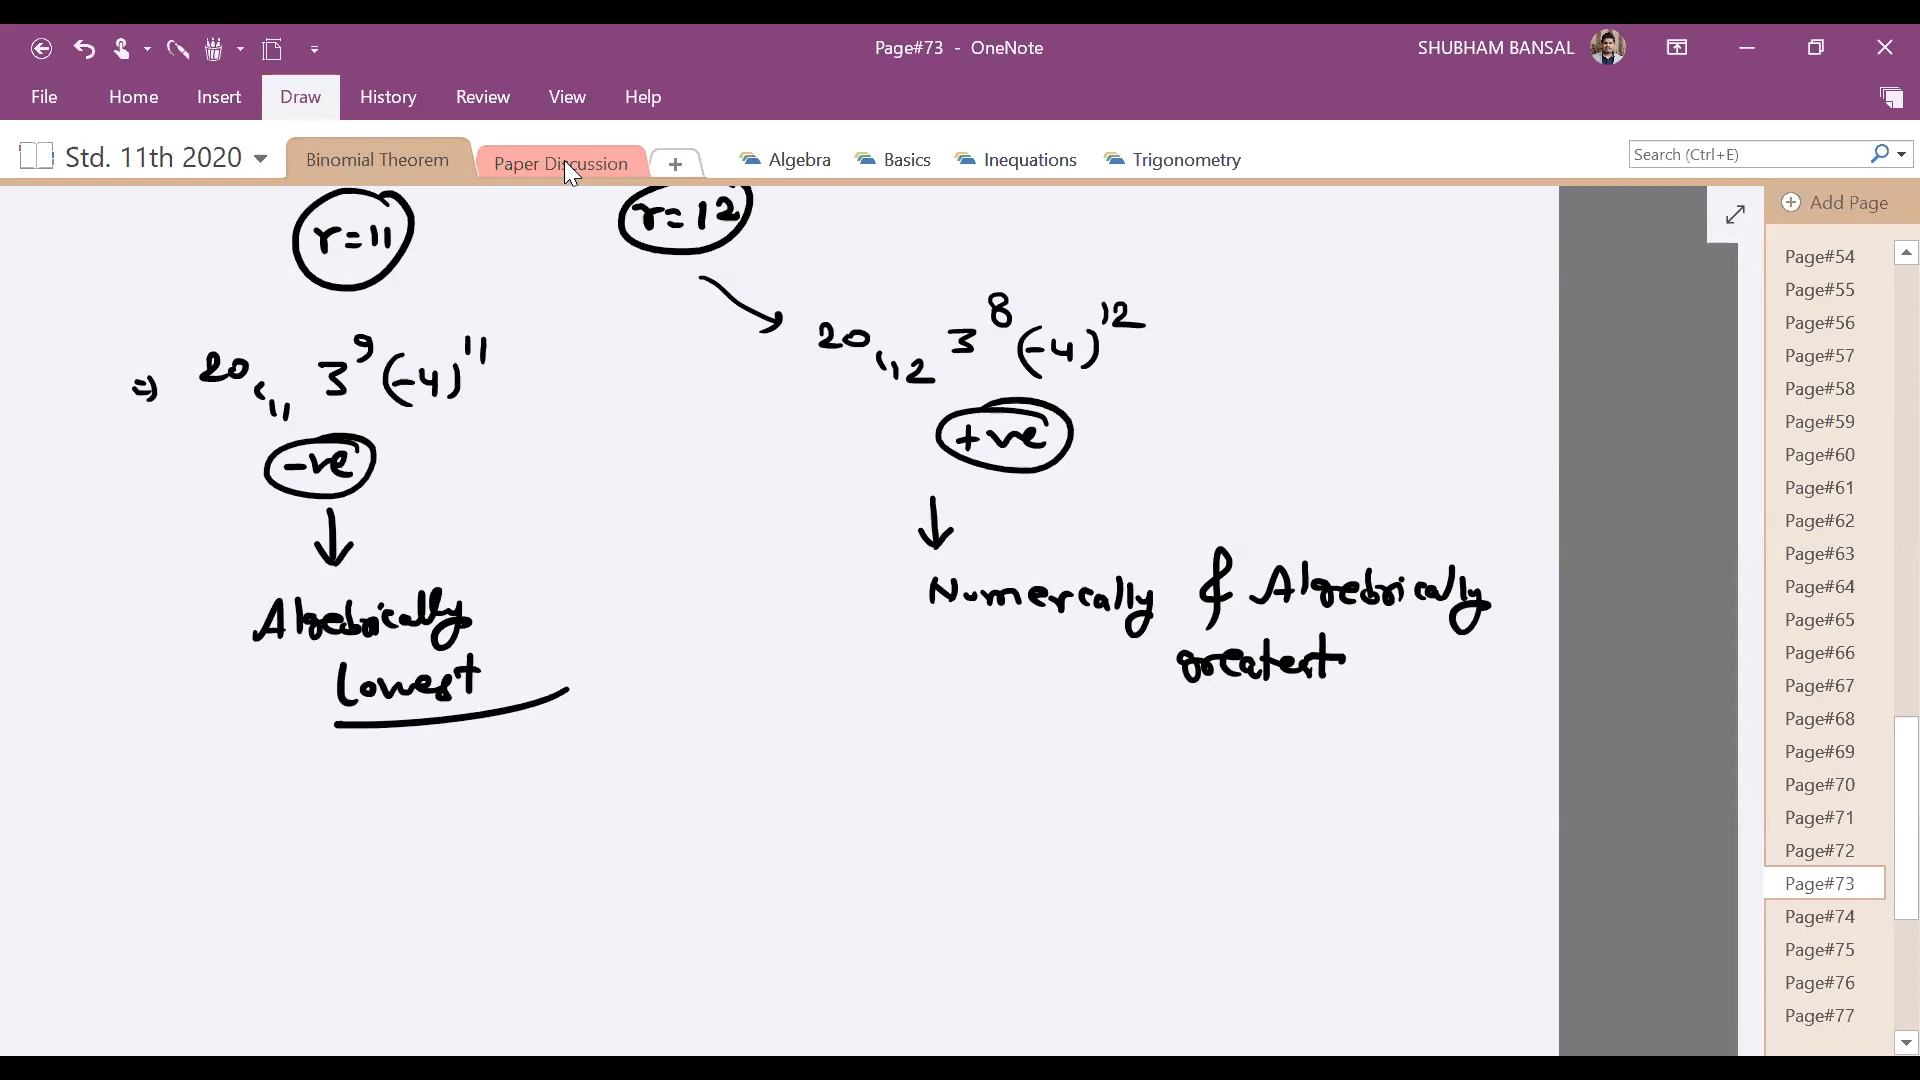 Page#73 - OneNote
SHUBHAM BANSAL
File Home Insert Draw History Review View Help
Std. 11th 2020
Binomial Theorem
Paper Discussion
Algebra
Basics
Inequations
Trigonometry
Search (Ctrl+E)
Add Page
r=11
r=12
⇒ ²⁰C₁₁ 3⁹(-4)¹¹
²⁰C₁₂ 3⁸(-4)¹²
-ve
+ve
Algebrically
Lowest
Numercally & Algebrically
greatest
Page#54
Page#55
Page#56
Page#57
Page#58
Page#59
Page#60
Page#61
Page#62
Page#63
Page#64
Page#65
Page#66
Page#67
Page#68
Page#69
Page#70
Page#71
Page#72
Page#73
Page#74
Page#75
Page#76
Page#77